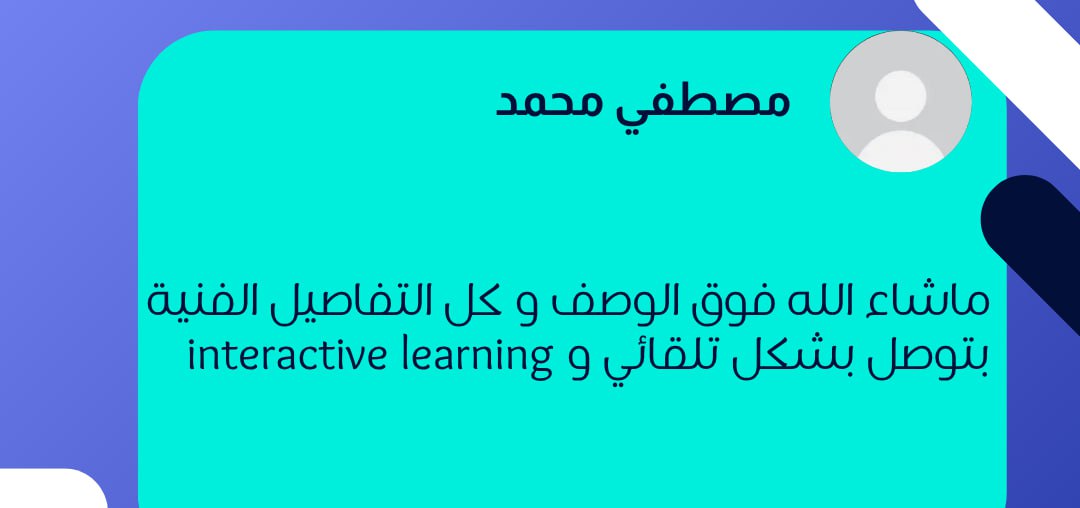 مصطفي محمد
ماشاء الله فوق الوصف و كل التفاصيل الفنية
بتوصل بشكل تلقائي و interactive learning